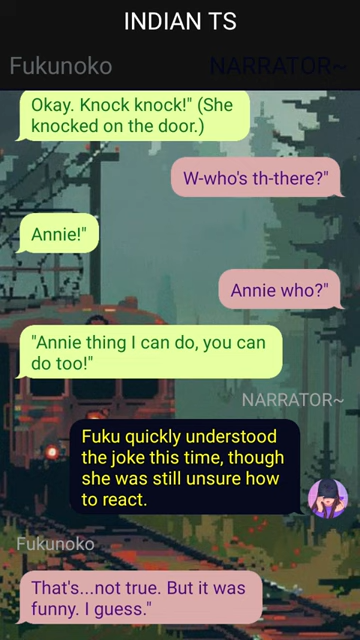 INDIAN TS
Fukunoko
NARRATOR~
Okay. Knock knock!" (She
knocked on the door.)
W-who's th-there?"
Annie!"
Annie who?"
"Annie thing I can do, you can
do too!"
NARRATOR~
Fuku quickly understood
the joke this time, though
she was still unsure how
to react.
Fukunoko
That's...not true. But it was
funny. I guess."